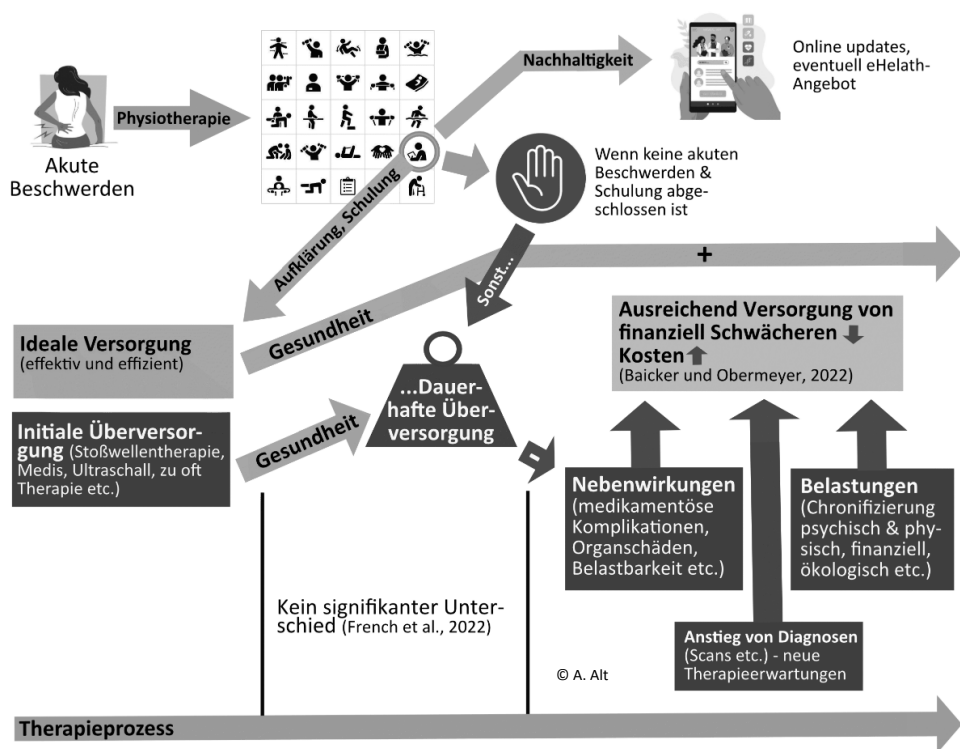 Akute
Beschwerden
Physiotherapie
Nachhaltigkeit
Online updates,
eventuell eHelath-
Angebot
Wenn keine akuten
Beschwerden &
Schulung abge-
schlossen ist
Aufklärung, Schulung
Sonst...
+
Gesundheit
Ideale Versorgung
(effektiv und effizient)
Ausreichend Versorgung von
finanziell Schwächeren
Kosten
(Baicker und Obermeyer, 2022)
...Dauer-
hafte Über-
versorgung
Initiale Überversor-
gung (Stoßwellentherapie,
Medis, Ultraschall, zu oft
Therapie etc.)
Gesundheit
Nebenwirkungen
(medikamentöse
Komplikationen,
Organschäden,
Belastbarkeit etc.)
Belastungen
(Chronifizierung
psychisch & phy-
sisch, finanziell,
ökologisch etc.)
Kein signifikanter Unter-
schied (French et al., 2022)
Anstieg von Diagnosen
(Scans etc.) - neue
Therapieerwartungen
© A. Alt
Therapieprozess